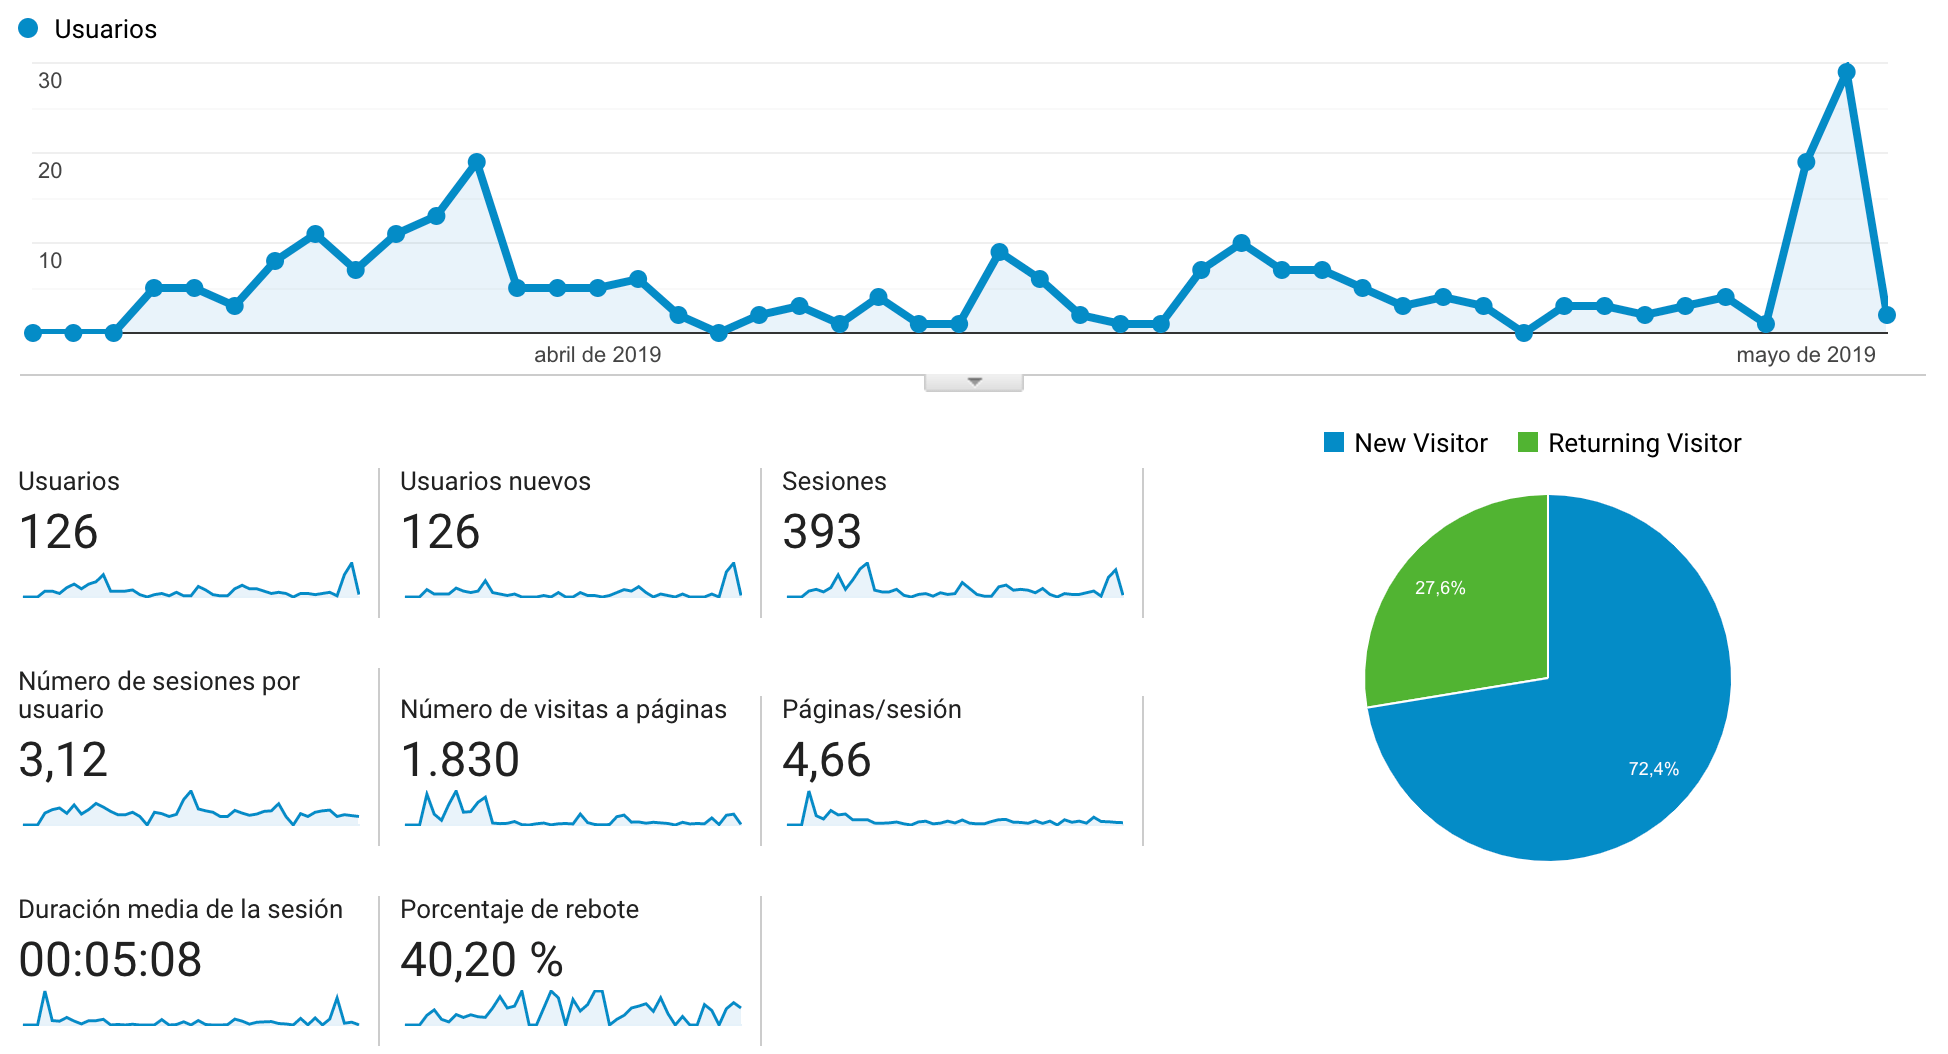 Usuarios
30
20
10
abril de 2019
mayo de 2019
New Visitor
Returning Visitor
Usuarios
126
Usuarios nuevos
126
Sesiones
393
27,6%
72,4%
Número de sesiones por
usuario
3,12
Número de visitas a páginas
1.830
Páginas/sesión
4,66
Duración media de la sesión
00:05:08
Porcentaje de rebote
40,20 %